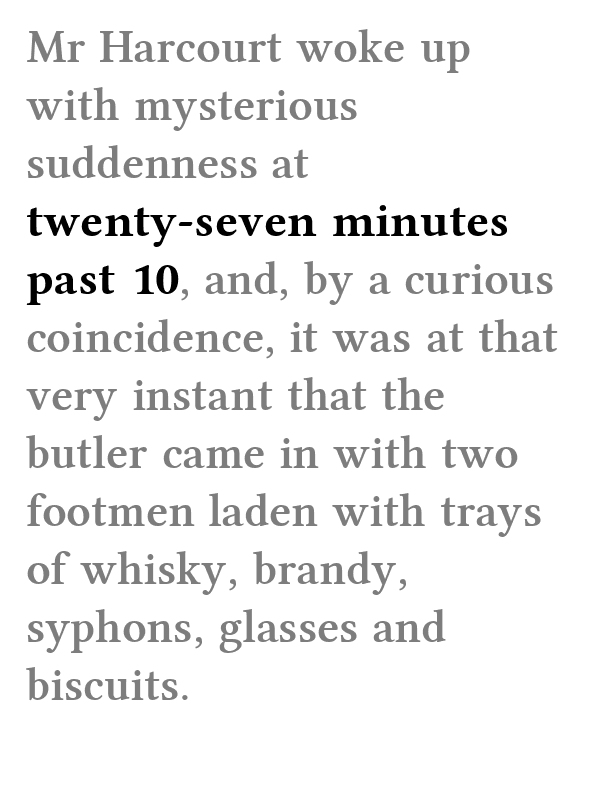 Mr Harcourt woke up
with mysterious
suddenness at
twenty-seven minutes
past 10, and, by a curious
coincidence, it was at that
very instant that the
butler came in with two
footmen laden with trays
of whisky, brandy,
syphons, glasses and
biscuits.